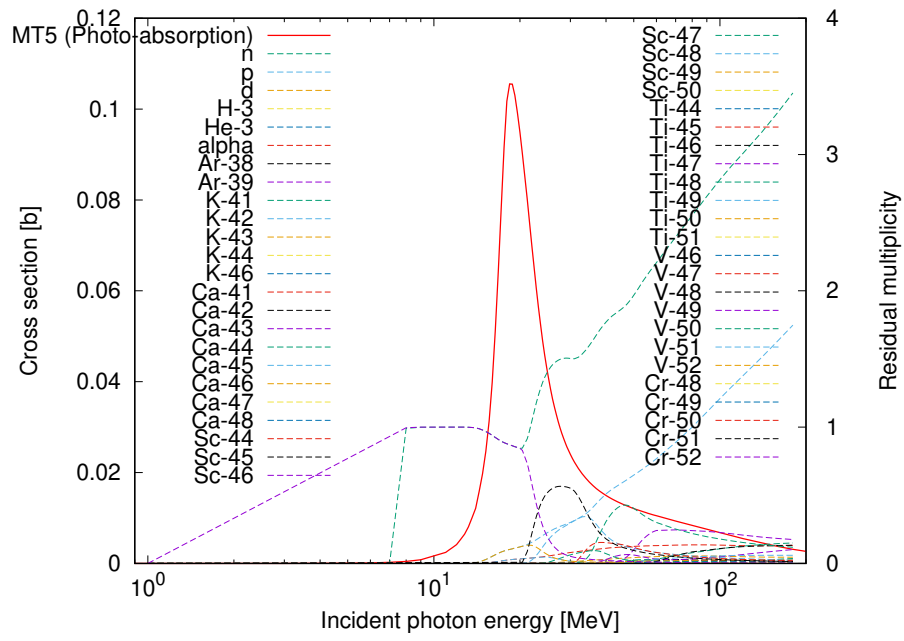 MT5 (Photo-absorption)
n
p
d
H-3
He-3
alpha
Ar-38
Ar-39
K-41
K-42
K-43
K-44
K-46
Ca-41
Ca-42
Ca-43
Ca-44
Ca-45
Ca-46
Ca-47
Ca-48
Sc-44
Sc-45
Sc-46
Sc-47
Sc-48
Sc-49
Sc-50
Ti-44
Ti-45
Ti-46
Ti-47
Ti-48
Ti-49
Ti-50
Ti-51
V-46
V-47
V-48
V-49
V-50
V-51
V-52
Cr-48
Cr-49
Cr-50
Cr-51
Cr-52
Cross section [b]
0.12
0.1
0.08
0.06
0.04
0.02
0
Residual multiplicity
4
3
2
1
0
10^0
10^1
10^2
Incident photon energy [MeV]